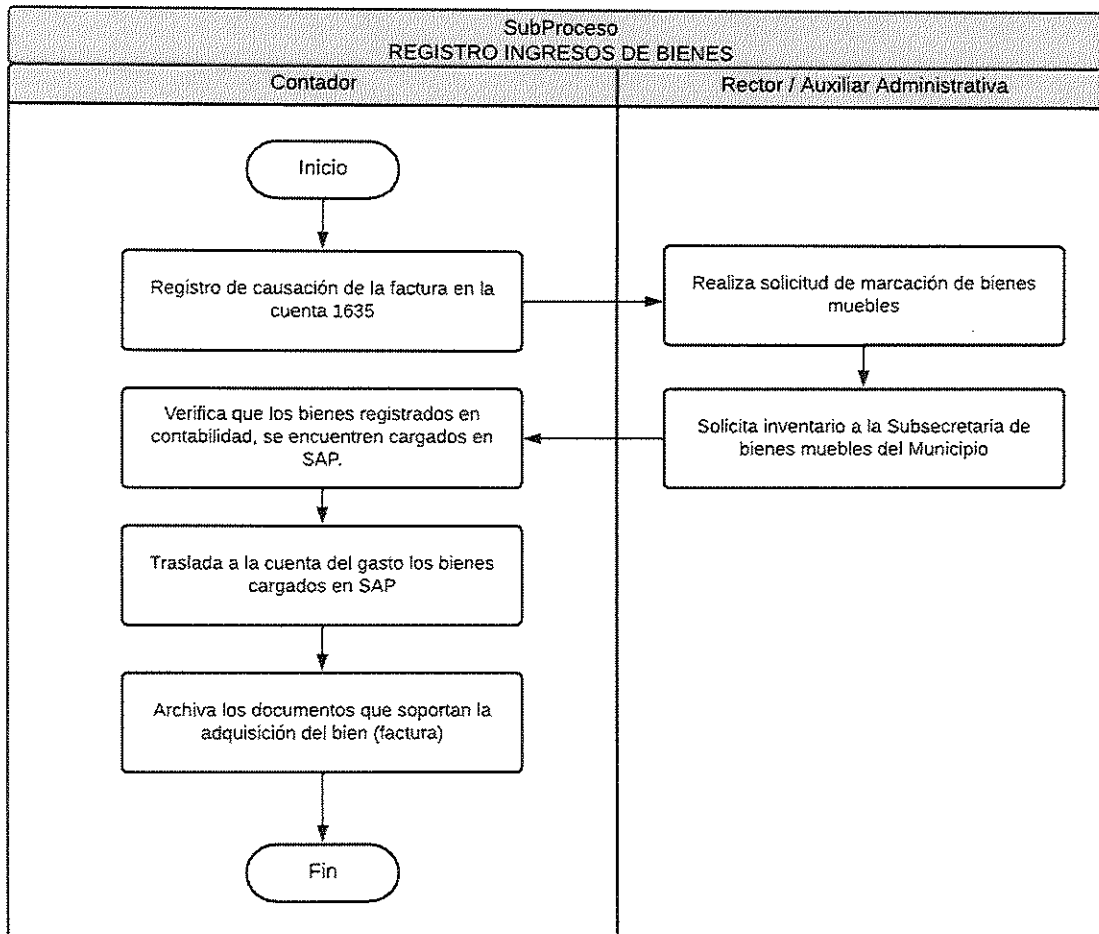 SubProceso
REGISTRO INGRESOS DE BIENES
Contador
Rector / Auxiliar Administrativa
Inicio
Registro de causación de la factura en la
cuenta 1635
Realiza solicitud de marcación de bienes
muebles
Solicita inventario a la Subsecretaria de
bienes muebles del Municipio
Verifica que los bienes registrados en
contabilidad, se encuentren cargados en
SAP.
Traslada a la cuenta del gasto los bienes
cargados en SAP
Archiva los documentos que soportan la
adquisición del bien (factura)
Fin